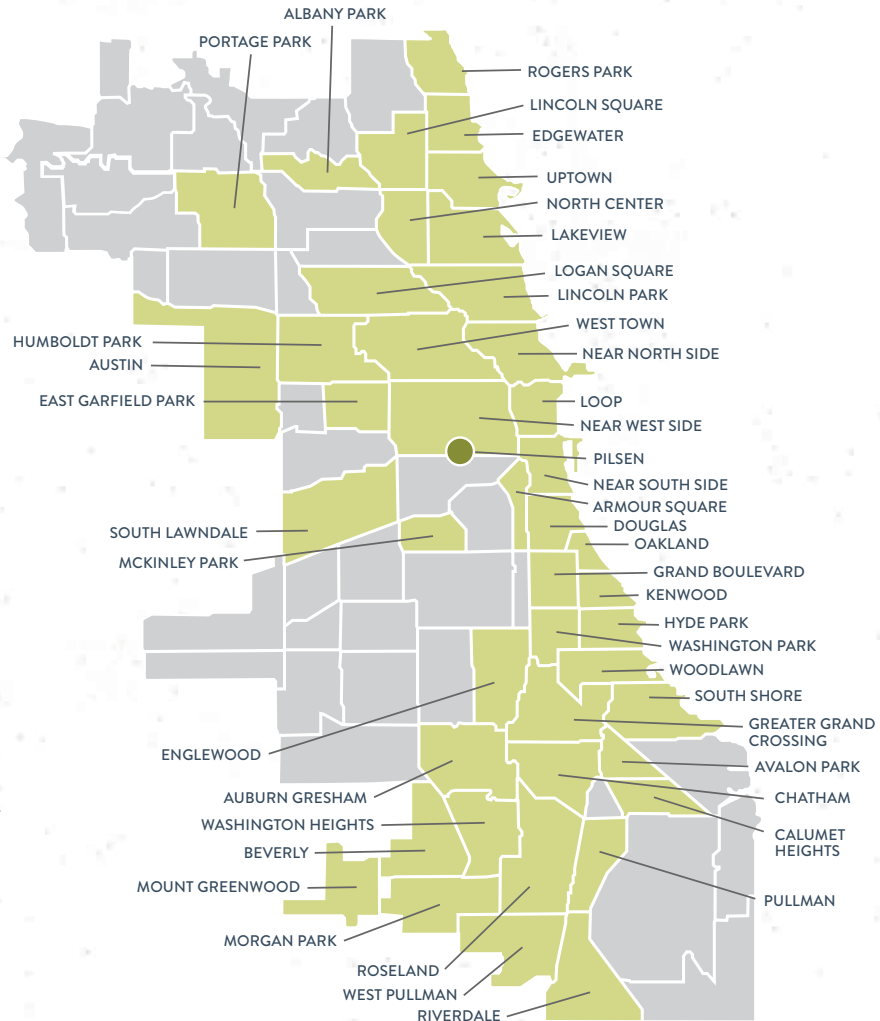 ALBANY PARK
PORTAGE PARK
ROGERS PARK
LINCOLN SQUARE
EDGEWATER
UPTOWN
NORTH CENTER
LAKEVIEW
LOGAN SQUARE
LINCOLN PARK
WEST TOWN
HUMBOLDT PARK
NEAR NORTH SIDE
AUSTIN
EAST GARFIELD PARK
LOOP
NEAR WEST SIDE
PILSEN
NEAR SOUTH SIDE
ARMOUR SQUARE
DOUGLAS
SOUTH LAWNDALE
OAKLAND
MCKINLEY PARK
GRAND BOULEVARD
KENWOOD
HYDE PARK
WASHINGTON PARK
WOODLAWN
SOUTH SHORE
GREATER GRAND
CROSSING
ENGLEWOOD
AVALON PARK
AUBURN GRESHAM
CHATHAM
WASHINGTON HEIGHTS
CALUMET
HEIGHTS
BEVERLY
MOUNT GREENWOOD
PULLMAN
MORGAN PARK
ROSELAND
WEST PULLMAN
RIVERDALE